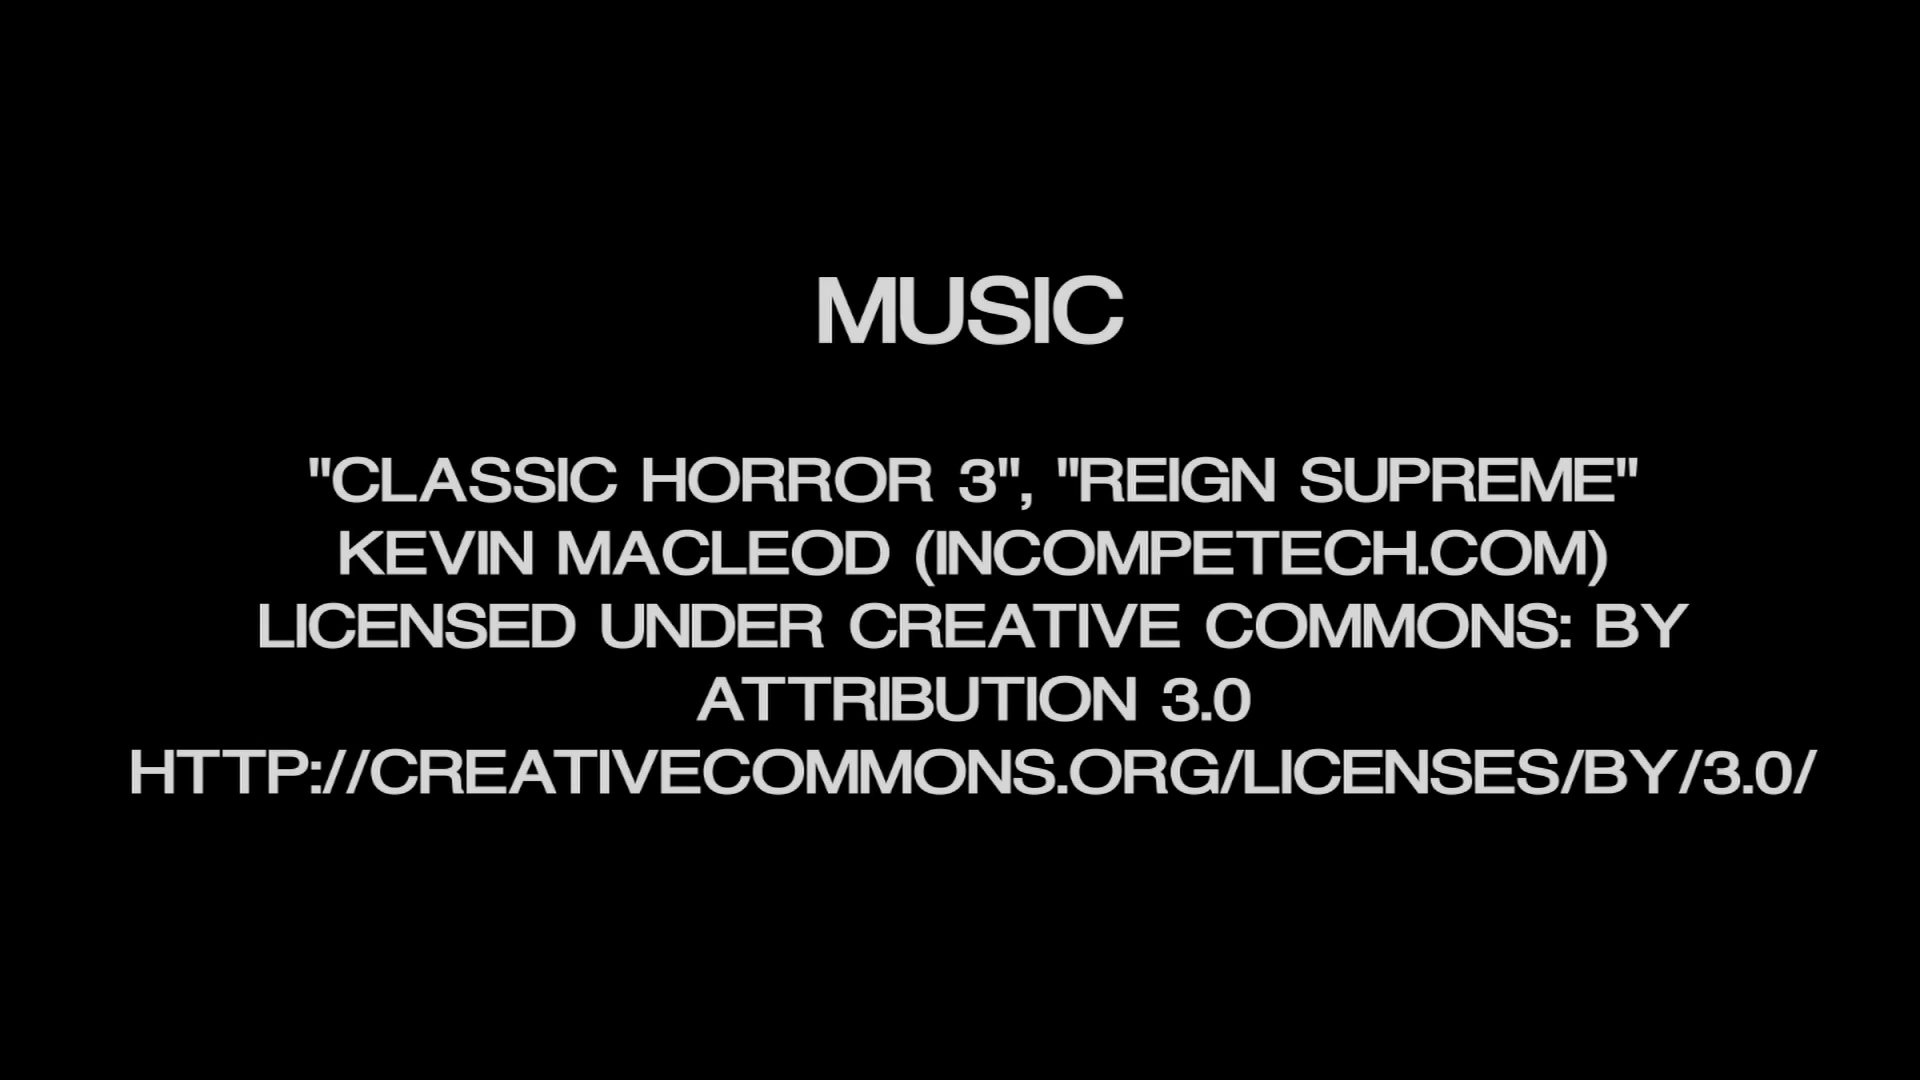 MUSIC
"CLASSIC HORROR 3", "REIGN SUPREME"
KEVIN MACLEOD (INCOMPETECH.COM)
LICENSED UNDER CREATIVE COMMONS: BY
ATTRIBUTION 3.0
HTTP://CREATIVECOMMONS.ORG/LICENSES/BY/3.0/